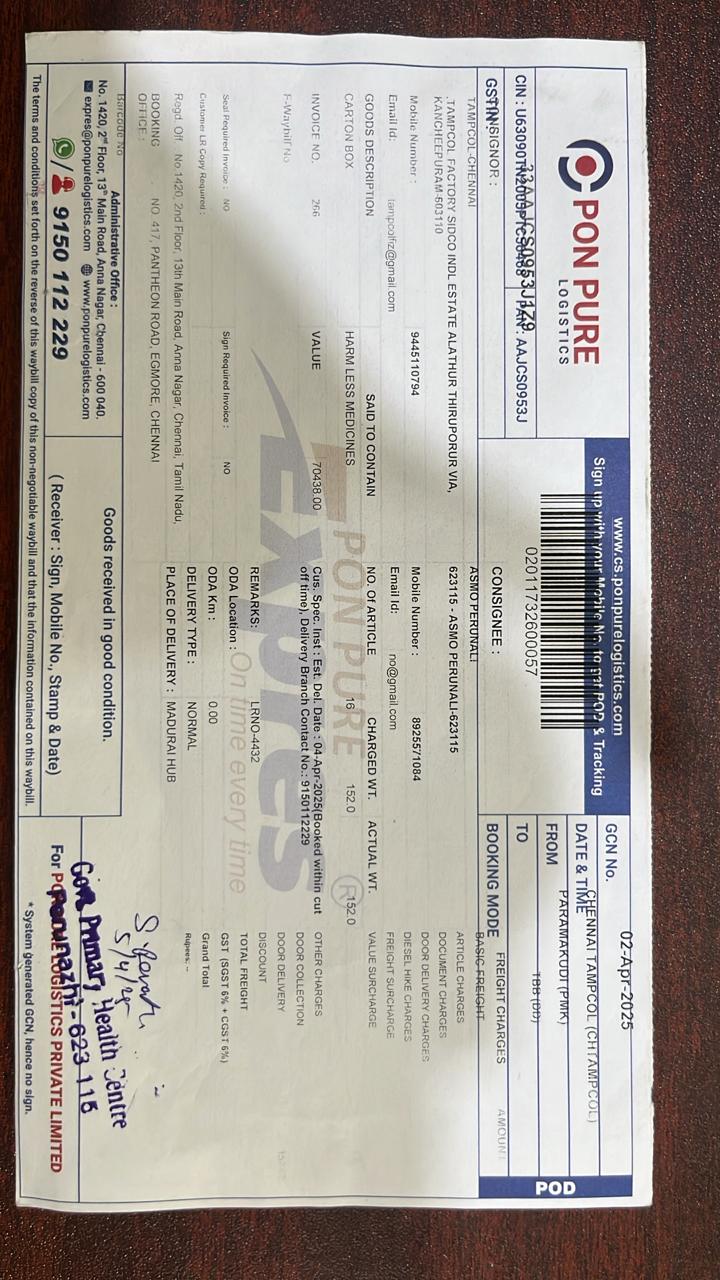 PON PURE
LOGISTICS
CIN : U63090TN2009PTC
PAN : AAJCS0953J
GSTIN :
33AAJCS0953J1Z9
www.cs.ponpurelogistics.com
Sign up with your Mobile No. to get POD & Tracking
02011732600057
GCN No.
DATE & TIME
02-Apr-2025
FROM
CHENNAI TAMPCOL (CHTAMPCOL)
TO
PARAMAKUDI (PMK)
BOOKING MODE
TBB (DD)
POD
CONSIGNOR :
TAMPCOL-CHENNAI
.TAMPCOL FACTORY SIDCO INDL ESTATE ALATHUR THIRUPORUR VIA,
KANCHEEPURAM-603110
Mobile Number : 9445110794
Email Id: tampcolfiz@gmail.com
CONSIGNEE :
ASMO PERUNALI
623115 - ASMO PERUNALI-623115
Mobile Number : 8925571084
Email Id: no@gmail.com
GOODS DESCRIPTION SAID TO CONTAIN NO. OF ARTICLE CHARGED WT. ACTUAL WT.
CARTON BOX HARM LESS MEDICINES 16 152.0 152.0
INVOICE NO. 266 VALUE 70438.00
Cus. Spec. Inst : Est. Del. Date : 04-Apr-2025(Booked within cut
off time), Delivery Branch Contact No.: 9150112229
F-Waybill No
REMARKS: LRNO-4432
Seal Required Invoice : NO Sign Required Invoice : NO
ODA Location :
Customer LR Copy Required :
ODA Km : 0.00
Regd. Off No.1420, 2nd Floor, 13th Main Road, Anna Nagar, Chennai, Tamil Nadu,
DELIVERY TYPE : NORMAL
BOOKING OFFICE : NO 417, PANTHEON ROAD, EGMORE, CHENNAI
PLACE OF DELIVERY : MADURAI HUB
PON PURE
Expres
On time every time
R
FREIGHT CHARGES AMOUNT
BASIC FREIGHT
ARTICLE CHARGES
DOCUMENT CHARGES
DOOR DELIVERY CHARGES
DIESEL HIKE CHARGES
FREIGHT SURCHARGE
VALUE SURCHARGE
OTHER CHARGES
DOOR COLLECTION
DOOR DELIVERY
DISCOUNT
TOTAL FREIGHT
GST (SGST 6% + CGST 6%)
Grand Total
Rupees: -
Barcode No
Administrative Office :
No. 1420, 2nd Floor, 13th Main Road, Anna Nagar, Chennai - 600 040.
expres@ponpurelogistics.com www.ponpurelogistics.com
/ 9150 112 229
Goods received in good condition.
( Receiver : Sign, Mobile No., Stamp & Date)
5/4/25
Govt. Primary Health Centre
Perunazhi - 623 115
For PON PURE LOGISTICS PRIVATE LIMITED
The terms and conditions set forth on the reverse of this waybill copy of this non-negotiable waybill and that the information contained on this waybill.
* System generated GCN, hence no sign.